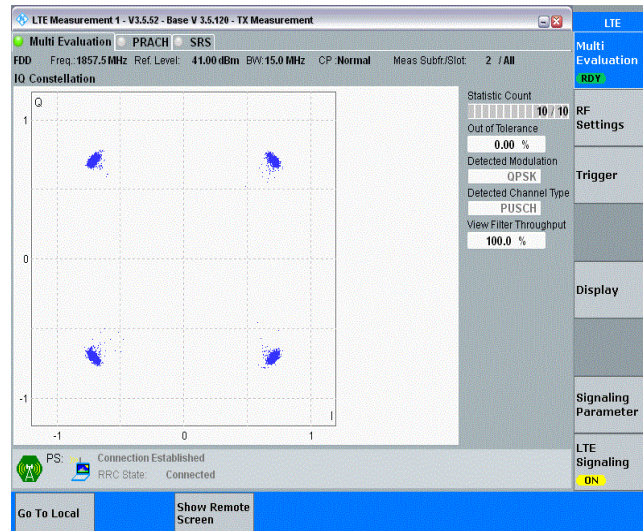 LTE Measurement 1 - V3.5.52 - Base V 3.5.120 - TX Measurement
LTE
Multi Evaluation PRACH SRS
FDD Freq.: 1857.5 MHz Ref. Level: 41.00 dBm BW: 15.0 MHz CP :Normal Meas Subfr./Slot: 2 / All
IQ Constellation
Q
1
0
-1
-1 0 1
I
Statistic Count
10 / 10
Out of Tolerance
0.00 %
Detected Modulation
QPSK
Detected Channel Type
PUSCH
View Filter Throughput
100.0 %
Multi
Evaluation
RDY
RF
Settings
Trigger
Display
Signaling
Parameter
LTE
Signaling
ON
PS: Connection Established
RRC State: Connected
Go To Local
Show Remote
Screen